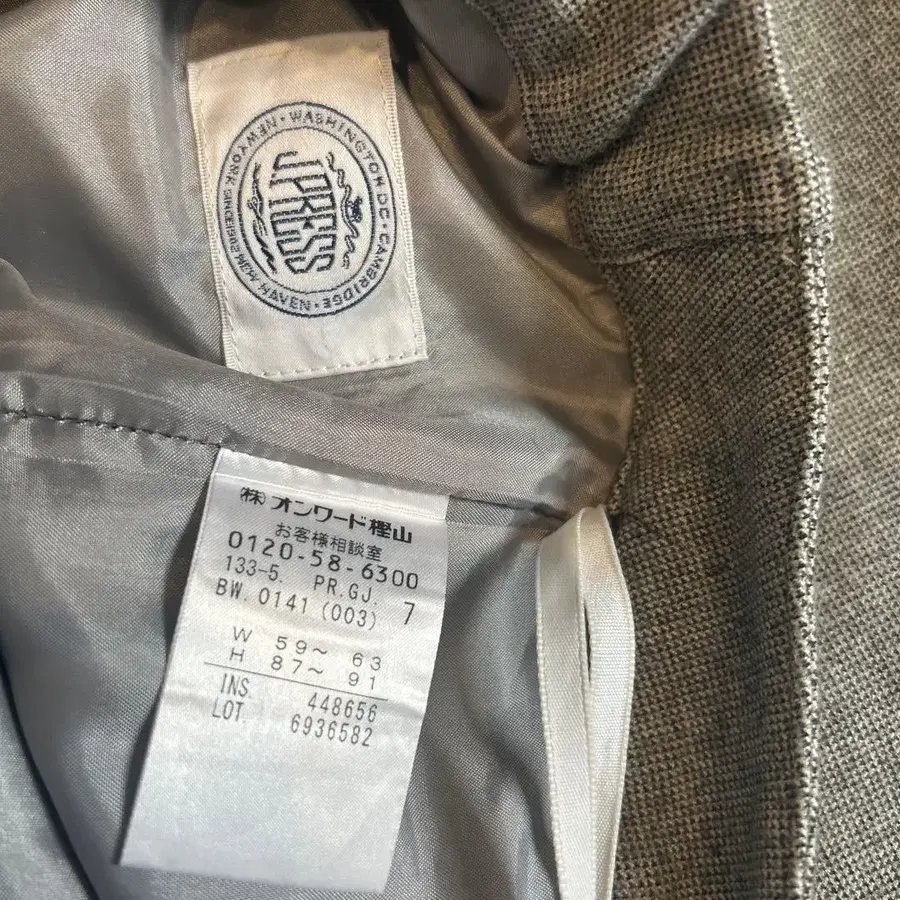 WASHINGTON DC · CAMBRIDGE · NEW HAVEN · NEWYORK SINCE1902
J.PRESS
㈱ オンワード樫山
お客様相談室
0120-58-6300
133-5. PR.GJ. 7
BW.0141 (003)
W 59～ 63
H 87～ 91
INS. 448656
LOT. 6936582